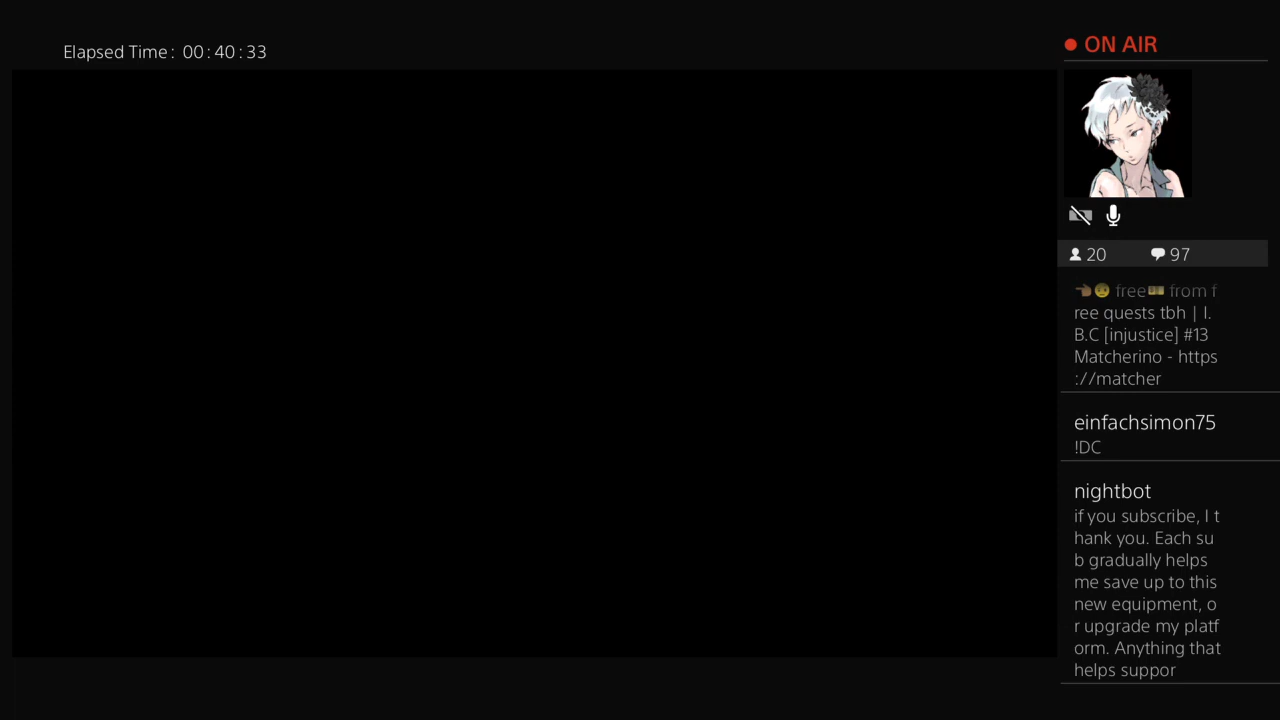 Elapsed Time: 00:40:33
ON AIR
20 97
free from f
ree quests tbh | I.
B.C [injustice] #13
Matcherino - https
://matcher
einfachsimon75
!DC
nightbot
if you subscribe, I t
hank you. Each su
b gradually helps
me save up to this
new equipment, o
r upgrade my platf
orm. Anything that
helps suppor